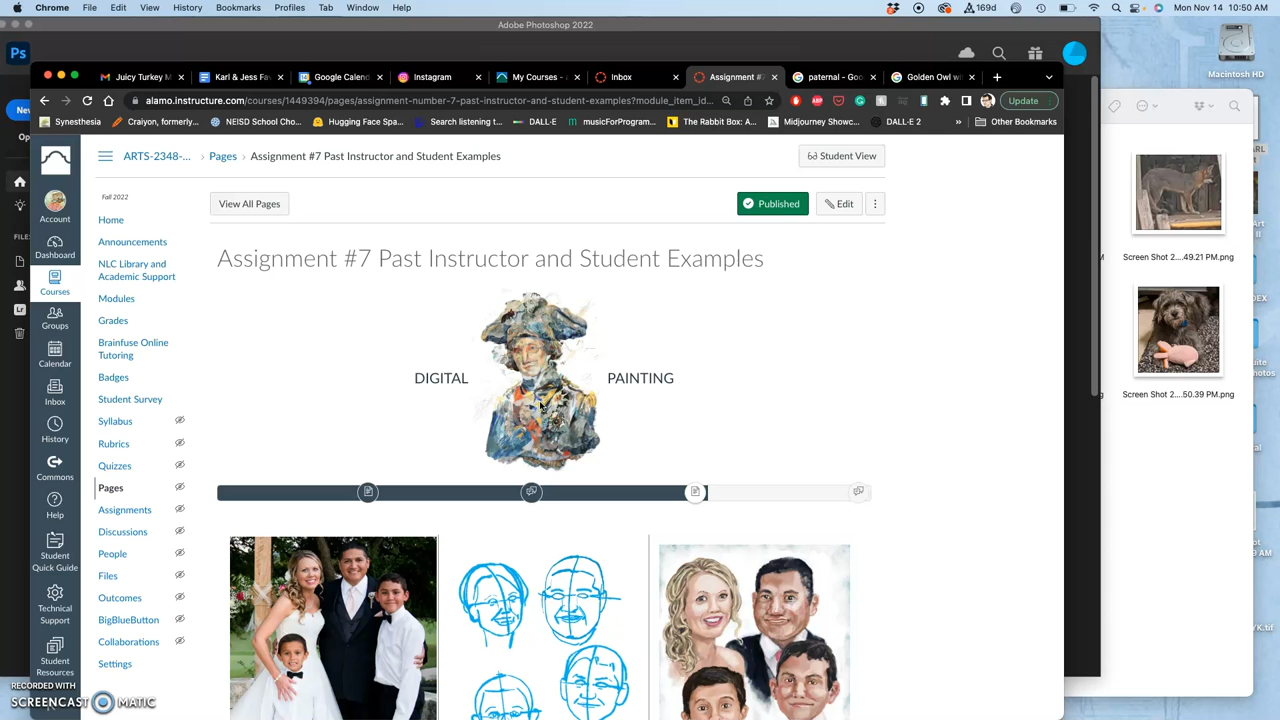 Chrome File Edit View History Bookmarks Profiles Tab Window Help 169d Mon Nov 14 10:50 AM
Adobe Photoshop 2022
Ps
Juicy Turkey M Karl & Jess Fav Google Calend Instagram My Courses - Inbox Assignment #7 paternal - Goo Golden Owl wi
alamo.instructure.com/courses/1449394/pages/assignment-number-7-past-instructor-and-student-examples?module_item_id... Update
Synesthesia Craiyon, formerly... NEISD School Cho... Hugging Face Spa... Search listening t... DALL·E musicForProgram... The Rabbit Box: A... Midjourney Showc... DALL·E 2 » Other Bookmarks
ARTS-2348-... Pages Assignment #7 Past Instructor and Student Examples Student View
Fall 2022
View All Pages Published Edit
Home
Announcements
NLC Library and
Academic Support
Modules
Grades
Brainfuse Online
Tutoring
Badges
Student Survey
Syllabus
Rubrics
Quizzes
Pages
Assignments
Discussions
People
Files
Outcomes
BigBlueButton
Collaborations
Settings
Account
Dashboard
Courses
Groups
Calendar
Inbox
History
Commons
Help
Student
Quick Guide
Technical
Support
Student
Resources
Assignment #7 Past Instructor and Student Examples
DIGITAL PAINTING
Macintosh HD
Screen Shot 2....49.21 PM.png
Screen Shot 2....50.39 PM.png
Ne
FILES
Lr
RECORDED WITH
SCREENCAST MATIC